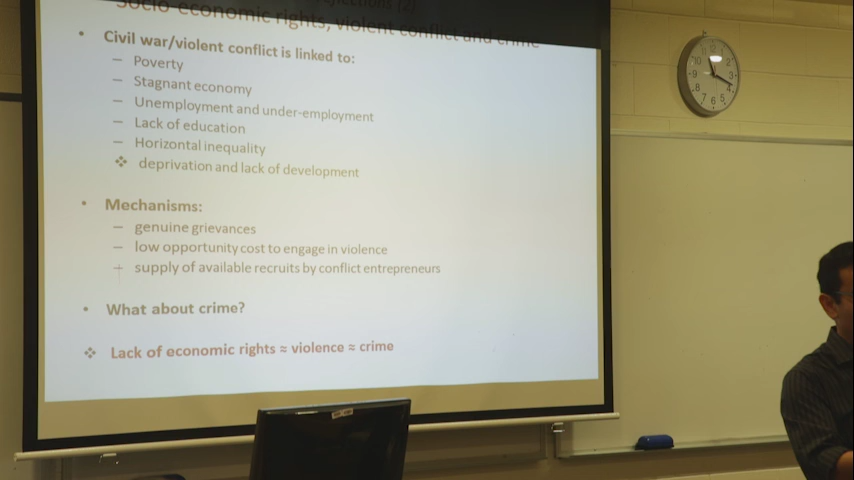 Socio-economic rights, violent conflict and crime
• Civil war/violent conflict is linked to:
– Poverty
– Stagnant economy
– Unemployment and under-employment
– Lack of education
– Horizontal inequality
❖ deprivation and lack of development
• Mechanisms:
– genuine grievances
– low opportunity cost to engage in violence
– supply of available recruits by conflict entrepreneurs
• What about crime?
❖ Lack of economic rights ≈ violence ≈ crime